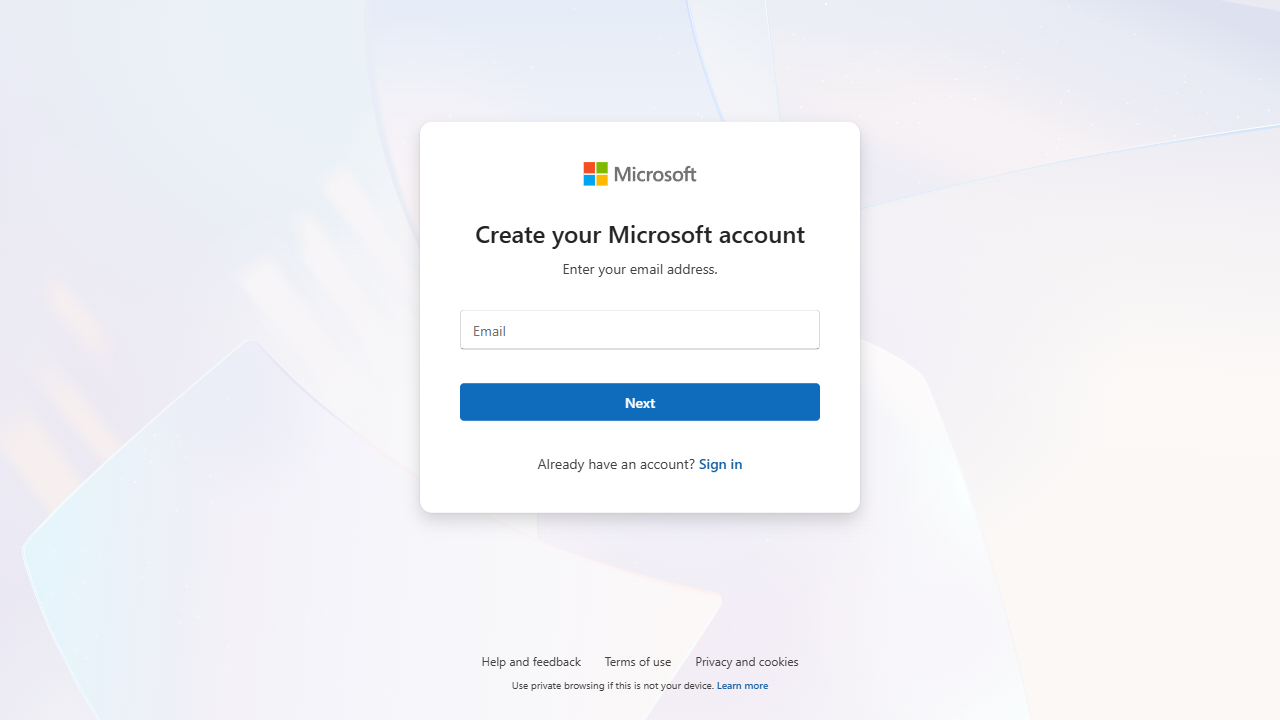 Microsoft
Create your Microsoft account
Enter your email address.
Email
Next
Already have an account? Sign in
Help and feedback Terms of use Privacy and cookies
Use private browsing if this is not your device. Learn more